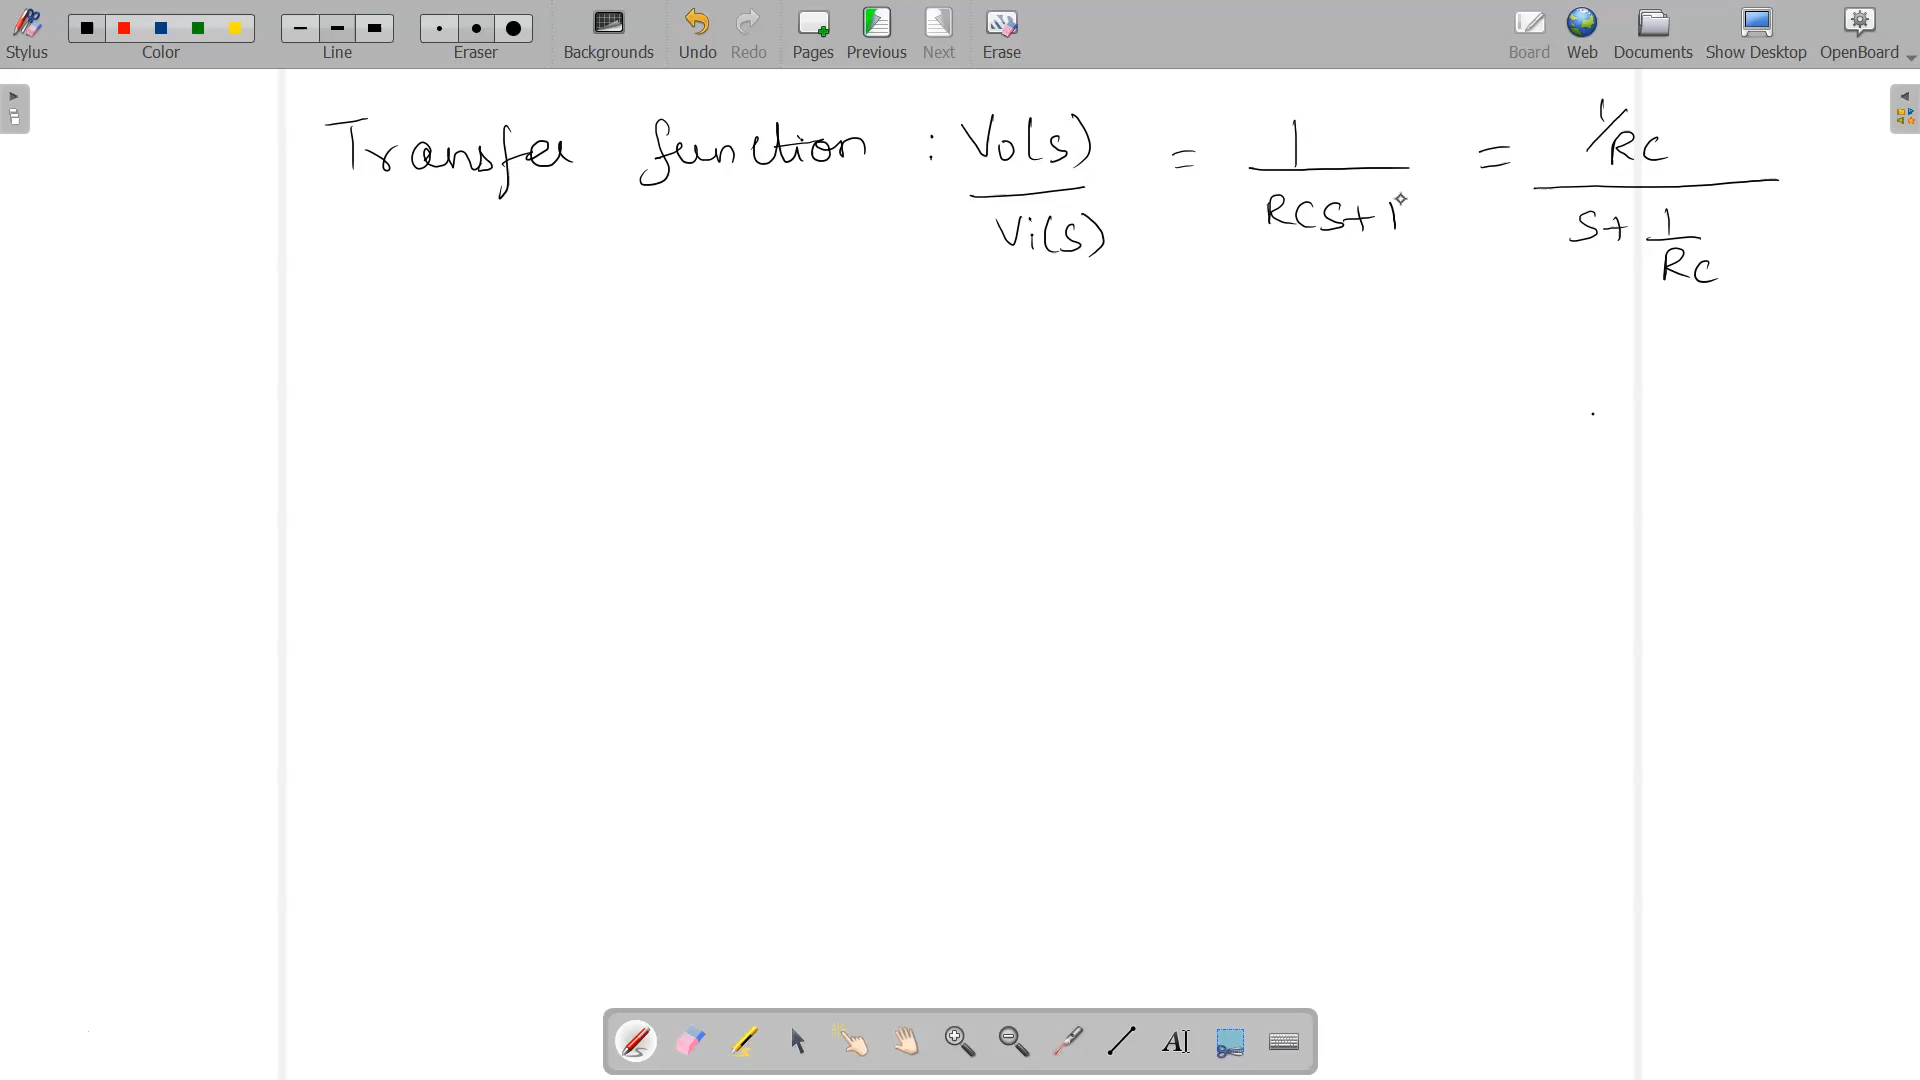 Stylus Color Line Eraser Backgrounds Undo Redo Pages Previous Next Erase Board Web Documents Show Desktop OpenBoard
Transfer function : Vo(s) / Vi(s) = 1 / RCS+1 = 1/RC / S+ 1/RC
AI